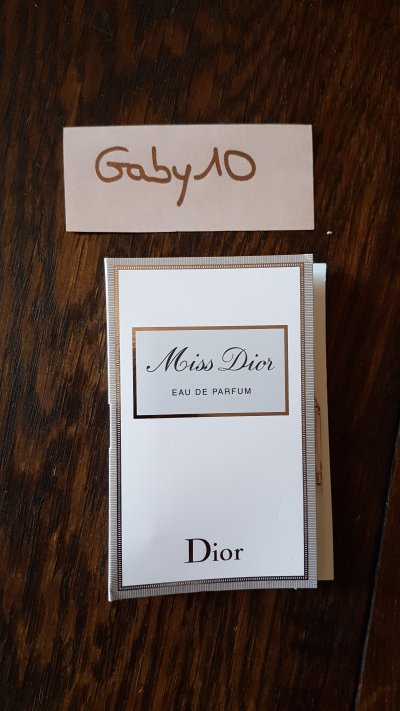 Gaby10
Miss Dior
EAU DE PARFUM
Dior